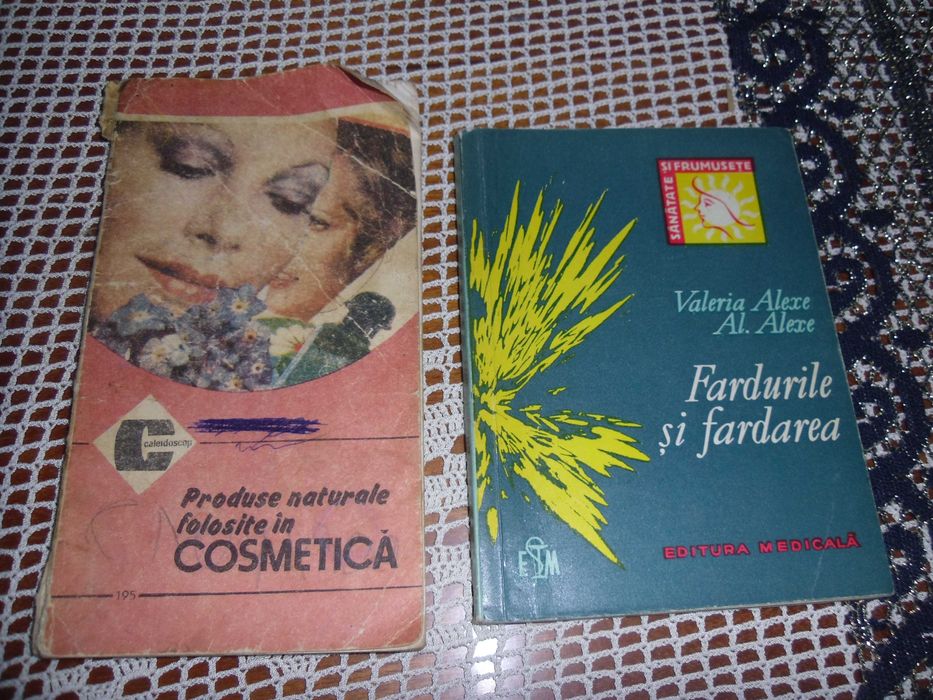 C
caleidoscop
Produse naturale
folosite în
COSMETICĂ
195
SĂNĂTATE
ȘI FRUMUSEȚE
Valeria Alexe
Al. Alexe
Fardurile
și fardarea
ESM
EDITURA MEDICALĂ